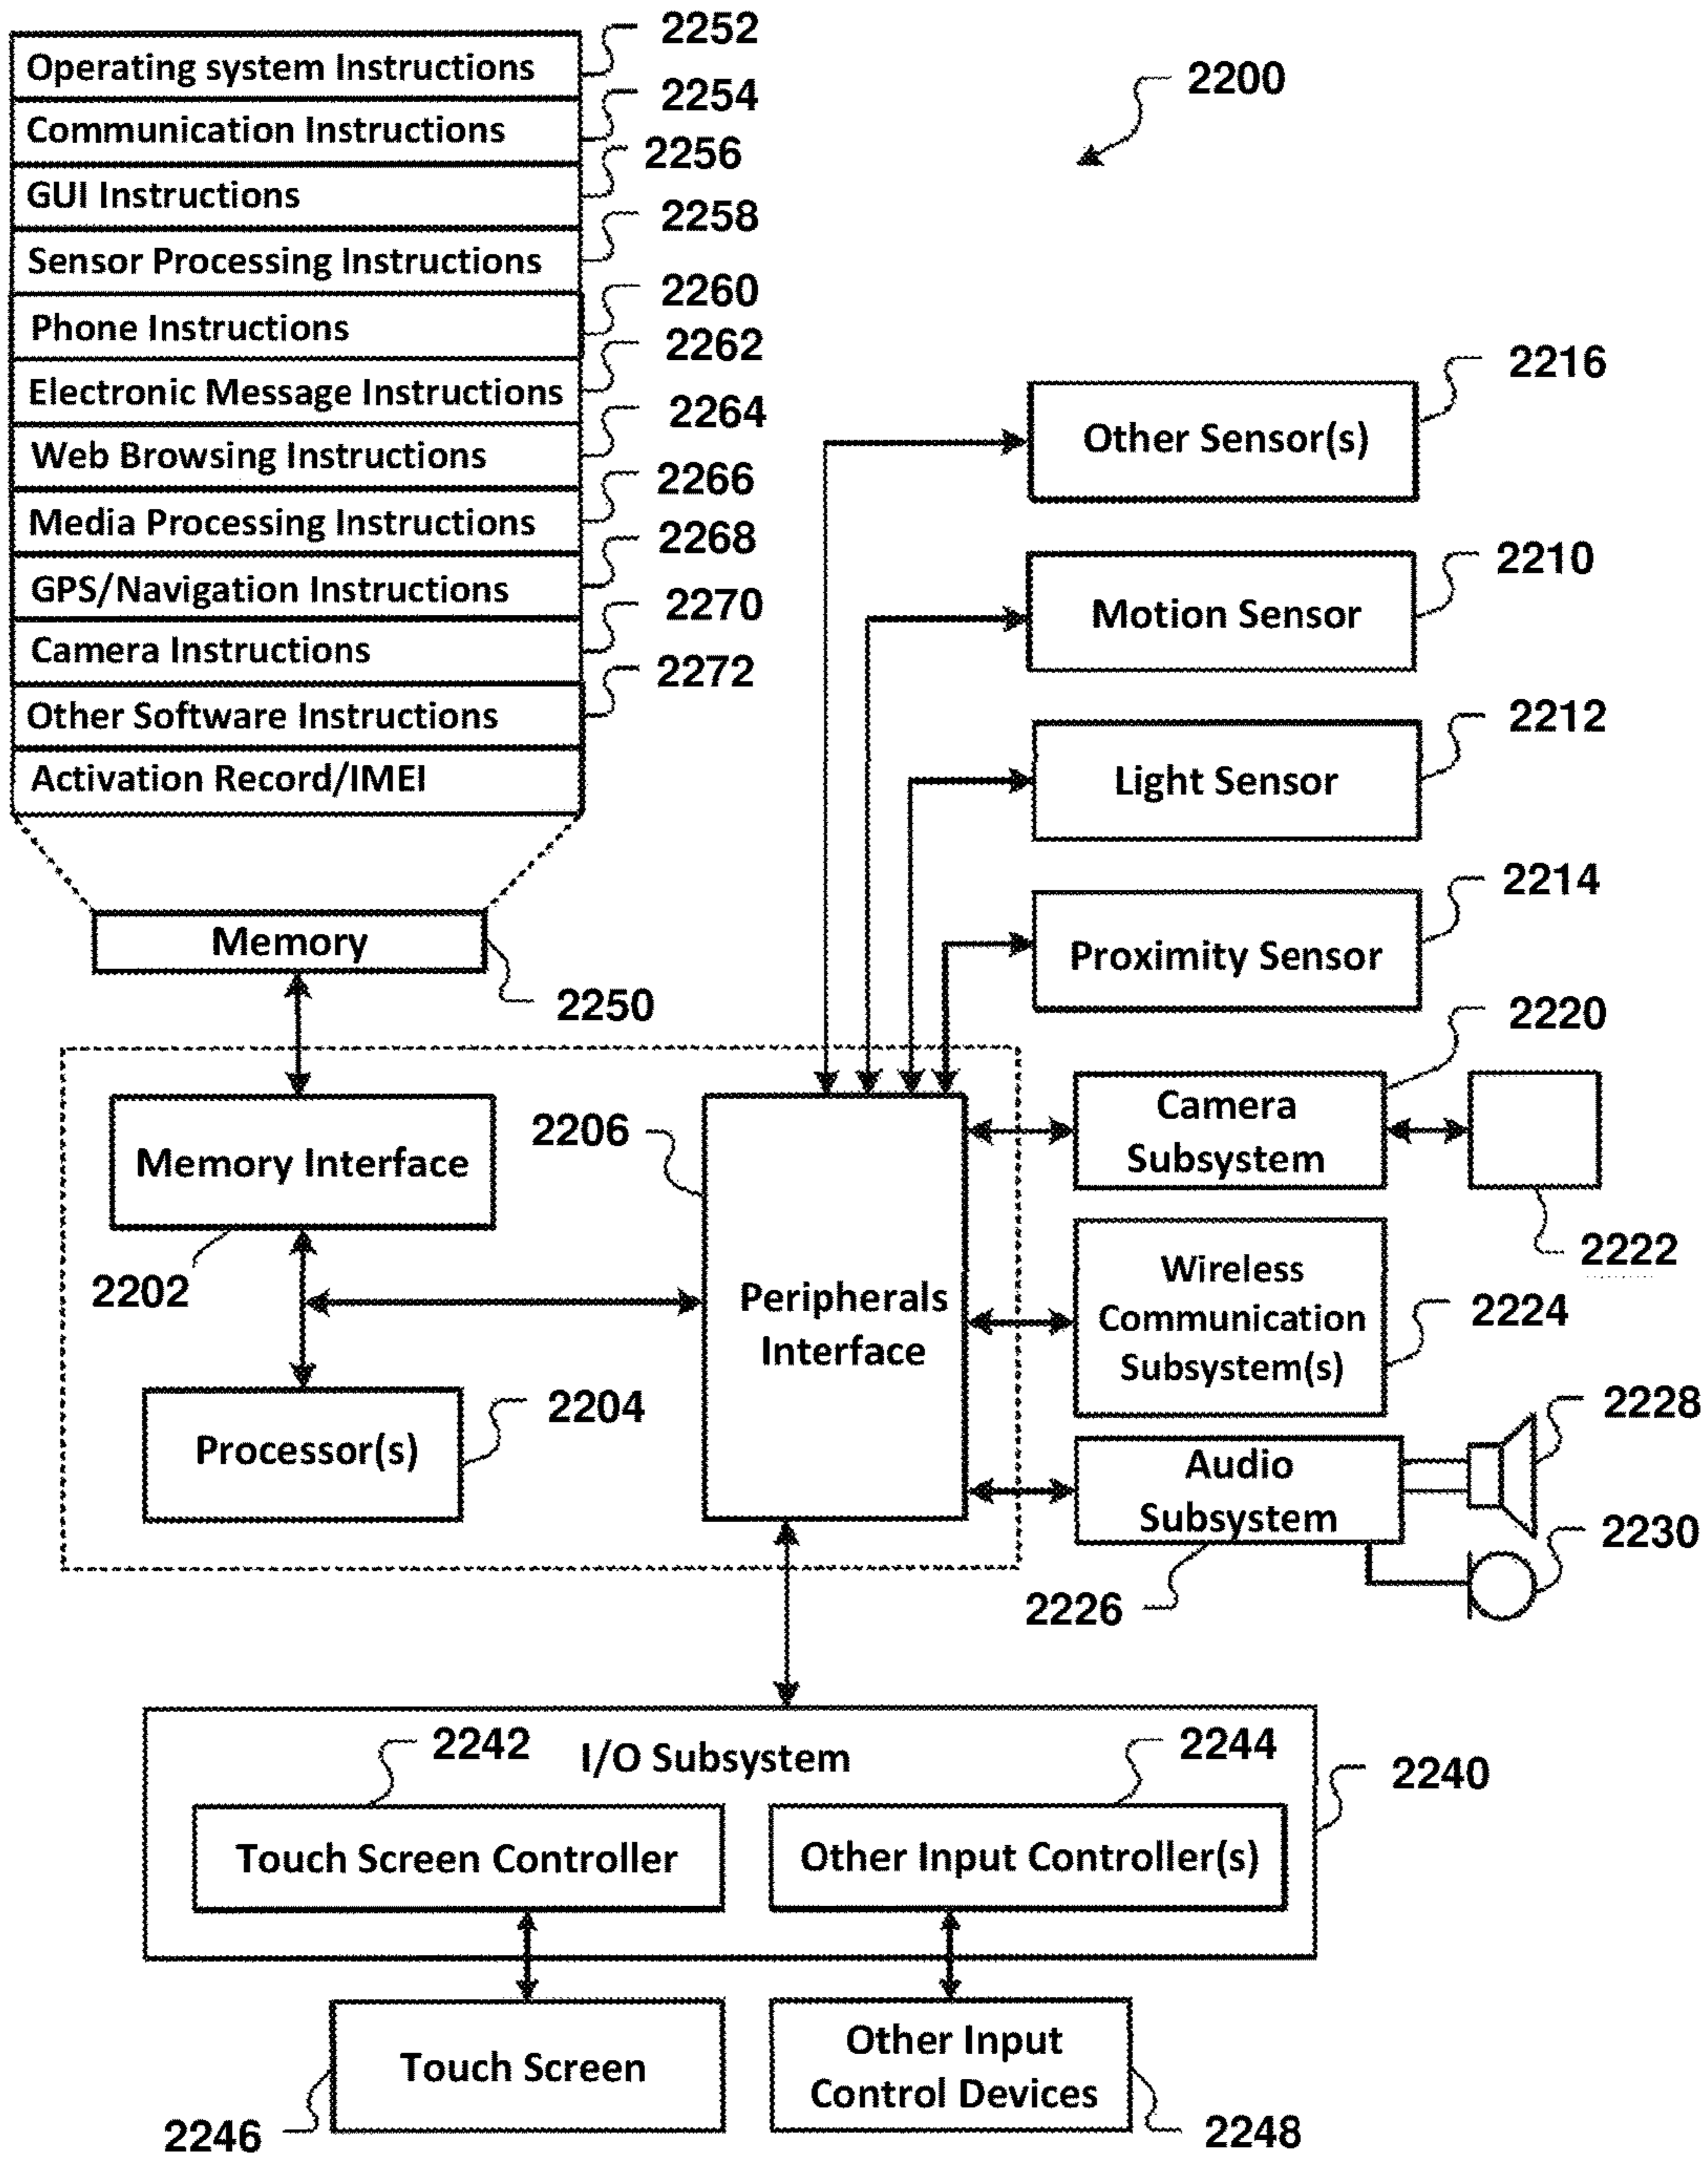 2252
Operating system Instructions
2254
Communication Instructions
2256
GUI Instructions
2258
Sensor Processing Instructions
2260
Phone Instructions
2262
Electronic Message Instructions
2264
Web Browsing Instructions
2266
Media Processing Instructions
2268
GPS/Navigation Instructions
2270
Camera Instructions
2272
Other Software Instructions
Activation Record/IMEI
Memory
2250
2200
2216
Other Sensor(s)
2210
Motion Sensor
2212
Light Sensor
2214
Proximity Sensor
2220
Camera
Subsystem
2222
Memory Interface
2202
2206
Peripherals
Interface
Wireless
Communication
Subsystem(s)
2224
Processor(s)
2204
2228
Audio
Subsystem
2230
2226
2242
I/O Subsystem
2244
2240
Touch Screen Controller
Other Input Controller(s)
Touch Screen
2246
Other Input
Control Devices
2248